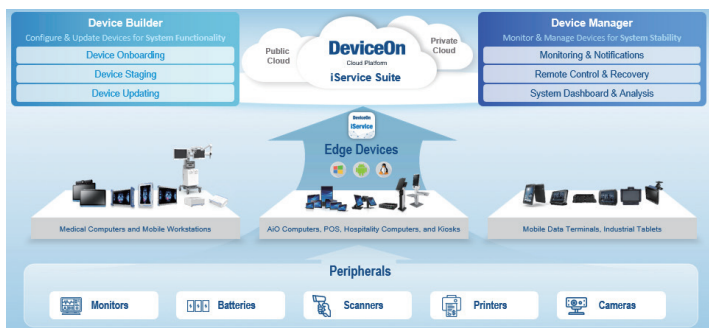 Device Builder
Configure & Update Devices for System Functionality
Device Onboarding
Device Staging
Device Updating
Public
Cloud
DeviceOn
Cloud Platform
iService Suite
Private
Cloud
Device Manager
Monitor & Manage Devices for System Stability
Monitoring & Notifications
Remote Control & Recovery
System Dashboard & Analysis
DeviceOn
iService
Edge Devices
Medical Computers and Mobile Workstations
AiO Computers, POS, Hospitality Computers, and Kiosks
Mobile Data Terminals, Industrial Tablets
Peripherals
Monitors
Batteries
Scanners
Printers
Cameras